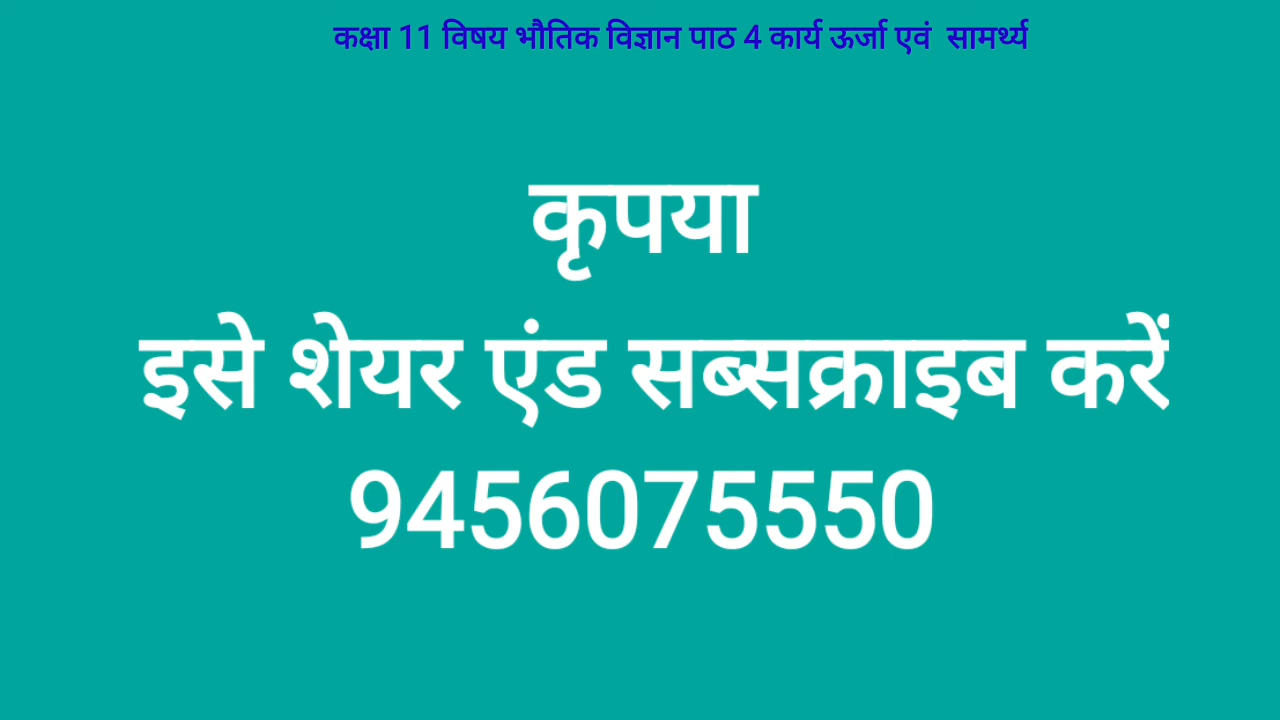 कक्षा 11 विषय भौतिक विज्ञान पाठ 4 कार्य ऊर्जा एवं सामर्थ्य
कृपया
इसे शेयर एंड सब्सक्राइब करें
9456075550